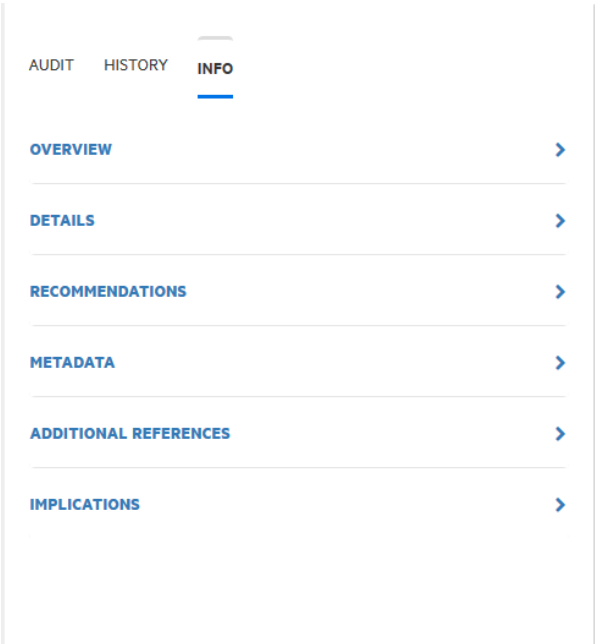 AUDIT HISTORY INFO
OVERVIEW
DETAILS
RECOMMENDATIONS
METADATA
ADDITIONAL REFERENCES
IMPLICATIONS